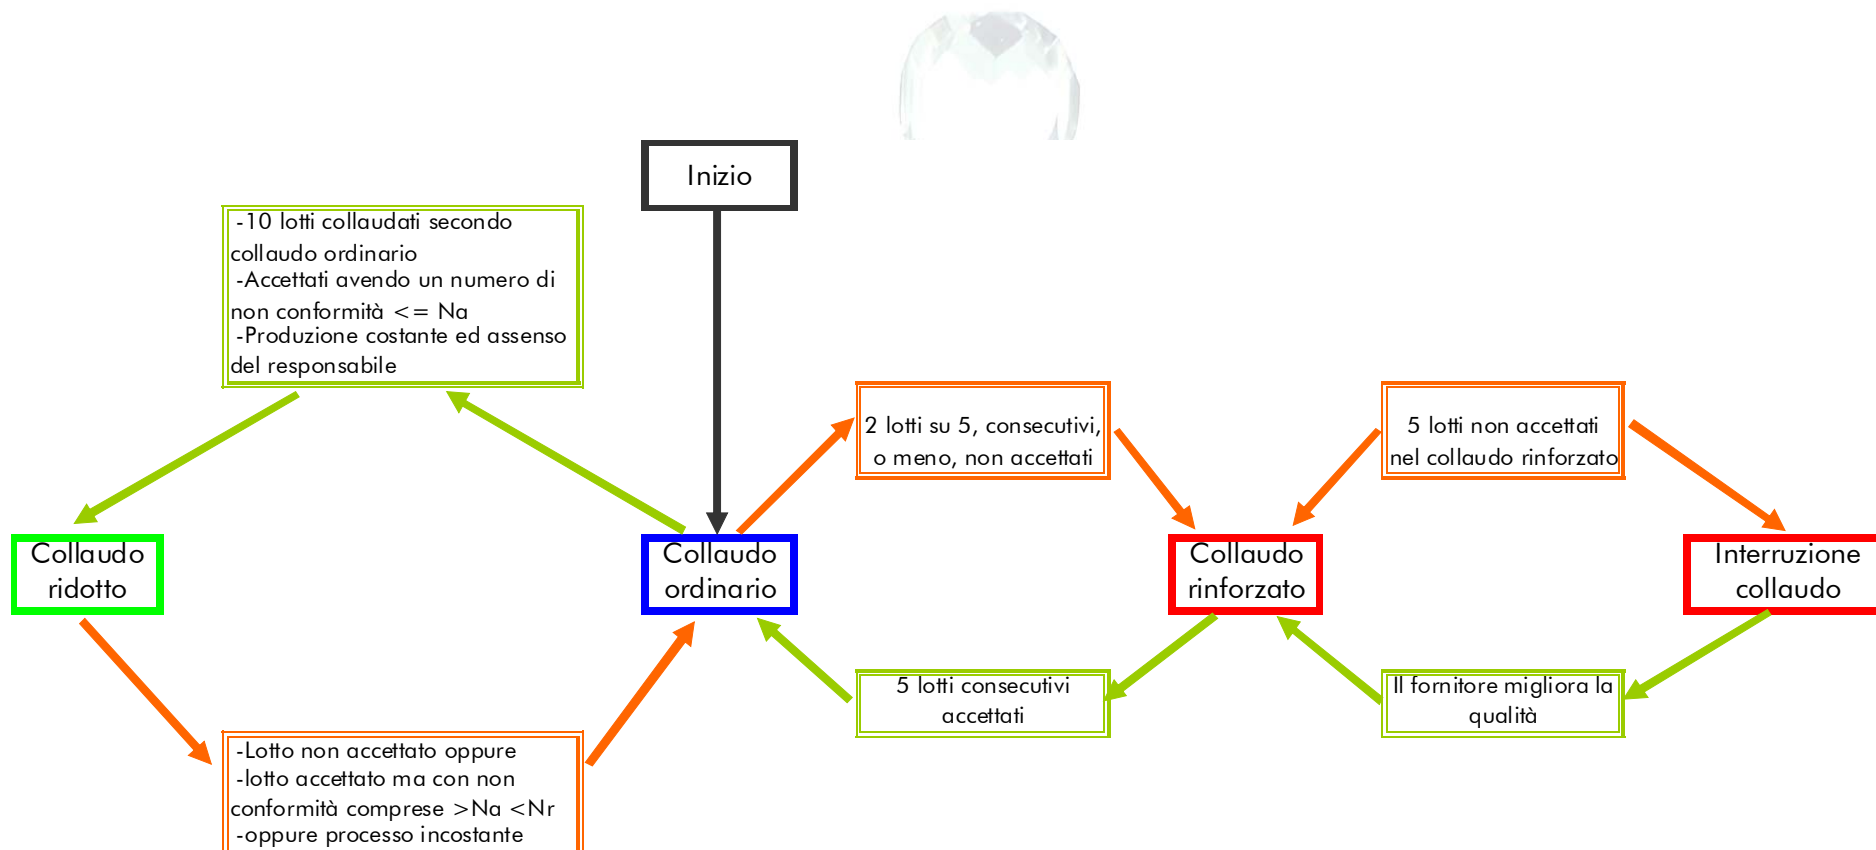 Inizio
-10 lotti collaudati secondo
collaudo ordinario
-Accettati avendo un numero di
non conformità <= Na
-Produzione costante ed assenso
del responsabile
2 lotti su 5, consecutivi,
o meno, non accettati
5 lotti non accettati
nel collaudo rinforzato
Collaudo
ridotto
Collaudo
ordinario
Collaudo
rinforzato
Interruzione
collaudo
5 lotti consecutivi
accettati
Il fornitore migliora la
qualità
-Lotto non accettato oppure
-lotto accettato ma con non
conformità comprese >Na <Nr
-oppure processo incostante